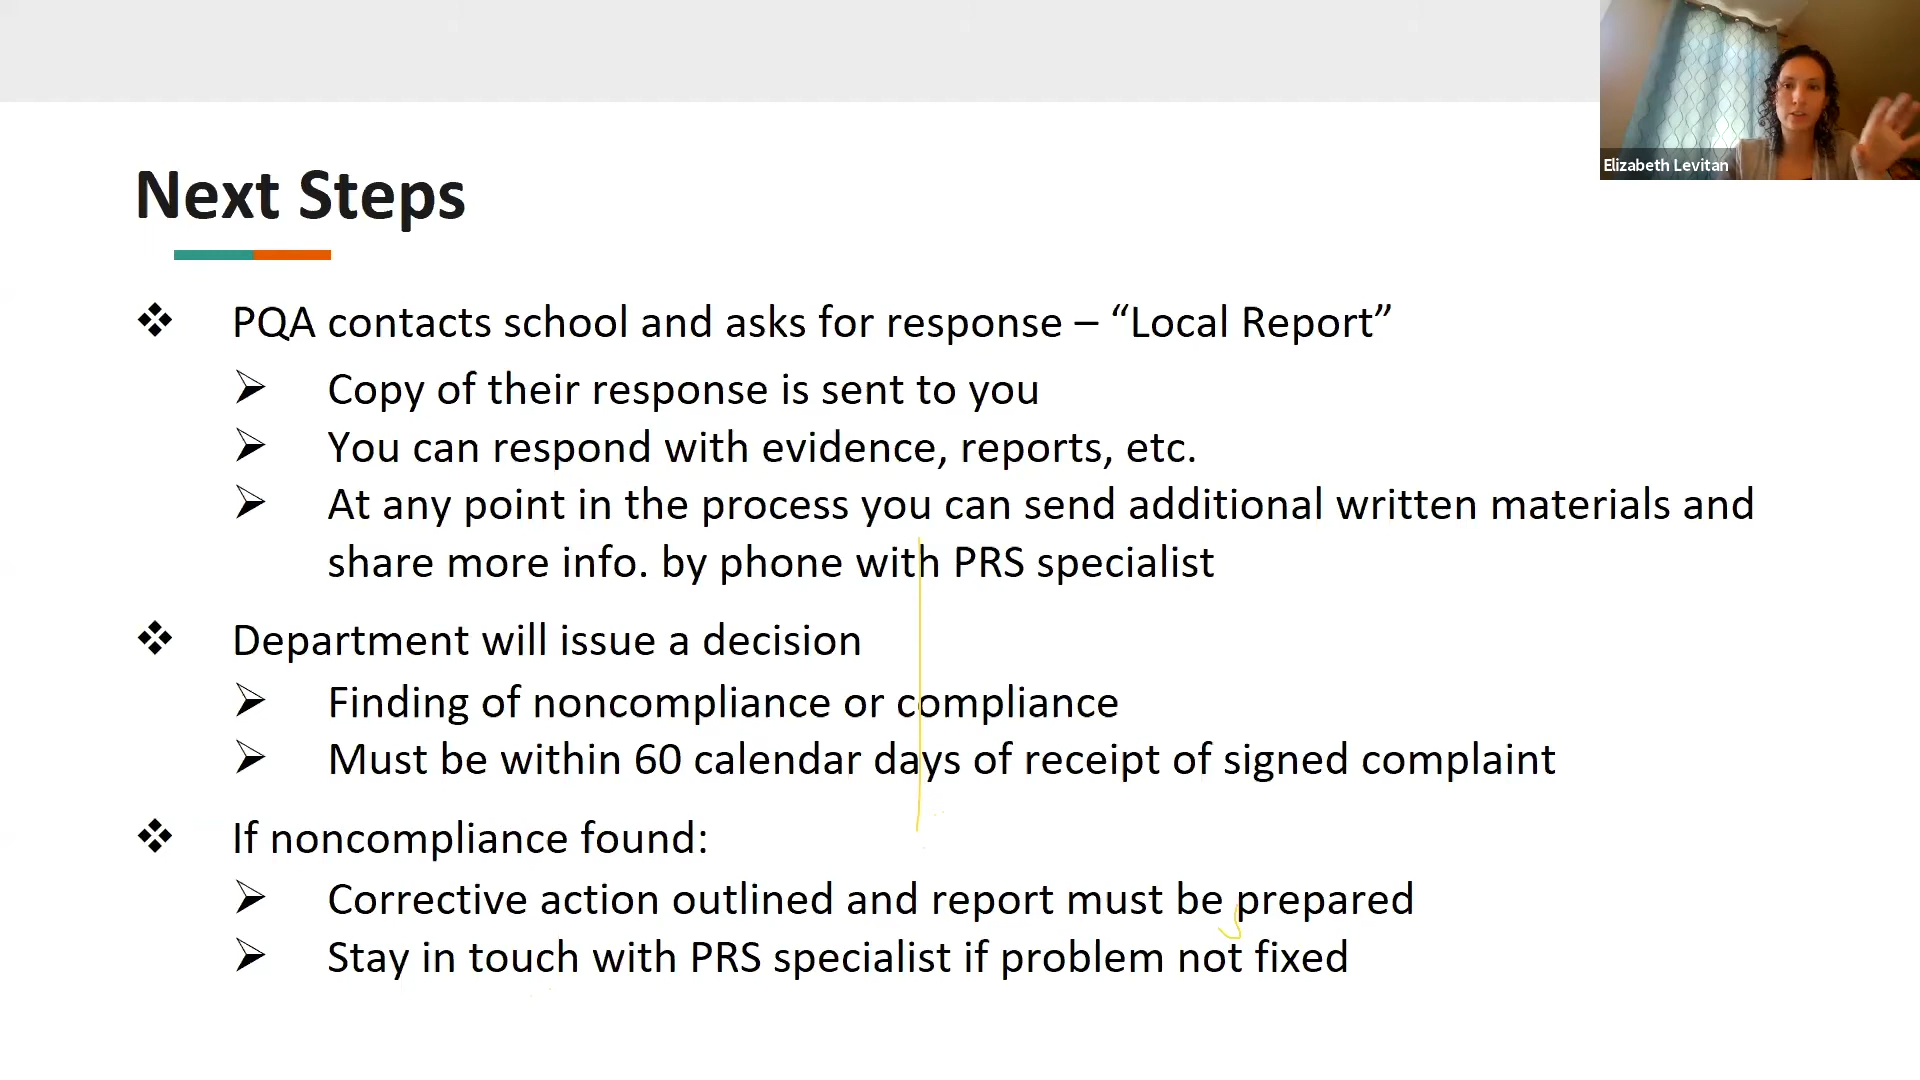 Elizabeth Levitan
Next Steps
PQA contacts school and asks for response – “Local Report”
Copy of their response is sent to you
You can respond with evidence, reports, etc.
At any point in the process you can send additional written materials and
share more info. by phone with PRS specialist
Department will issue a decision
Finding of noncompliance or compliance
Must be within 60 calendar days of receipt of signed complaint
If noncompliance found:
Corrective action outlined and report must be prepared
Stay in touch with PRS specialist if problem not fixed